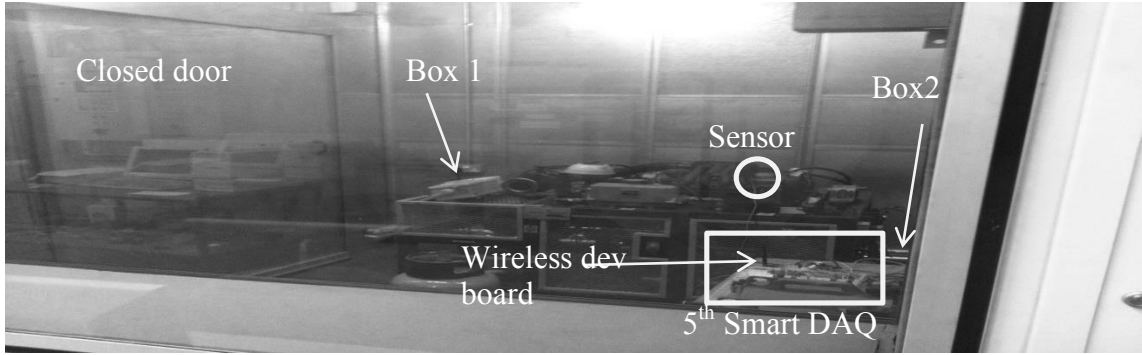 Closed door
Box 1
Box2
Sensor
Wireless dev
board
5th Smart DAQ